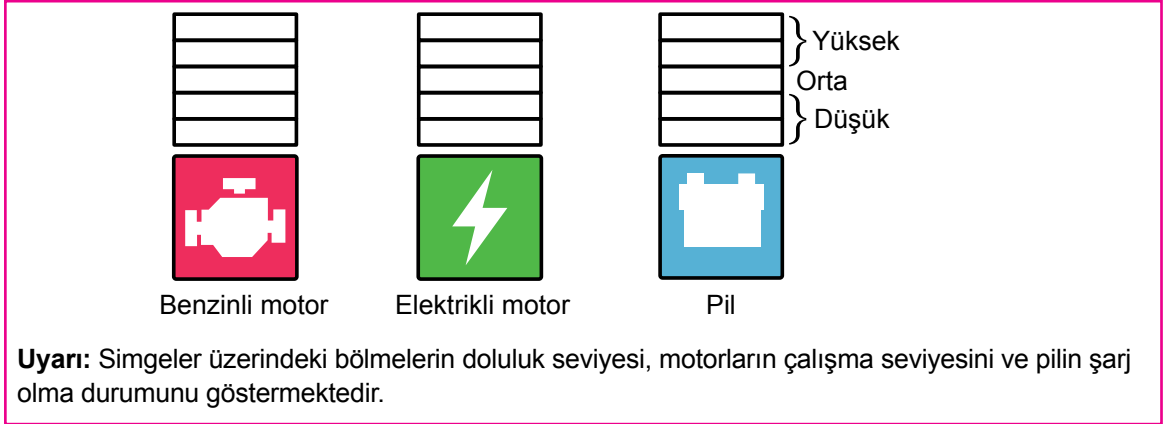 Yüksek
Orta
Düşük
Benzinli motor
Elektrikli motor
Pil
Uyarı: Simgeler üzerindeki bölmelerin doluluk seviyesi, motorların çalışma seviyesini ve pilin şarj
olma durumunu göstermektedir.